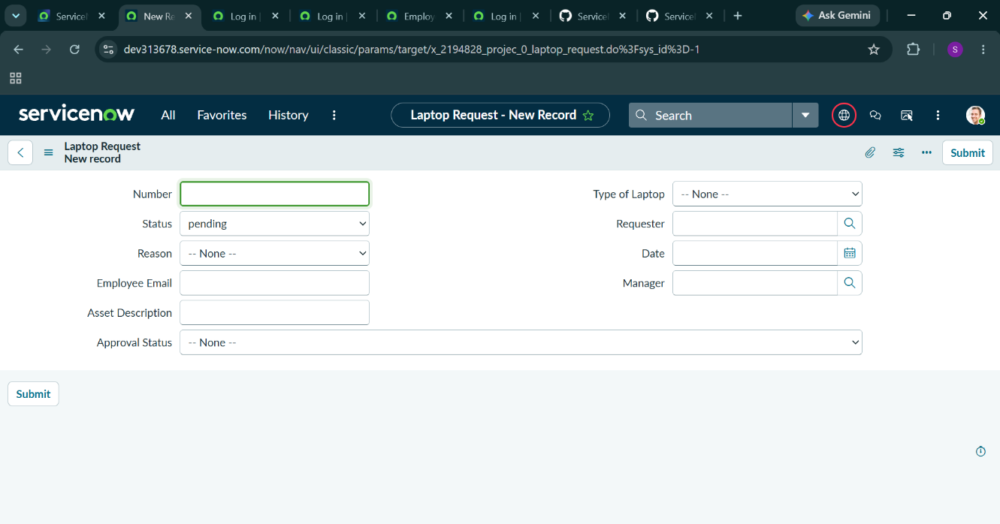 ServiceN
New Re
Log in
Log in
Employ
Log in
Service
Service
Ask Gemini
dev313678.service-now.com/now/nav/ui/classic/params/target/x_2194828_projec_0_laptop_request.do%3Fsys_id%3D-1
S
servicenow
All
Favorites
History
Laptop Request - New Record
Search
Laptop Request
New record
Submit
Number
Type of Laptop
-- None --
Status
pending
Requester
Reason
-- None --
Date
Employee Email
Manager
Asset Description
Approval Status
-- None --
Submit